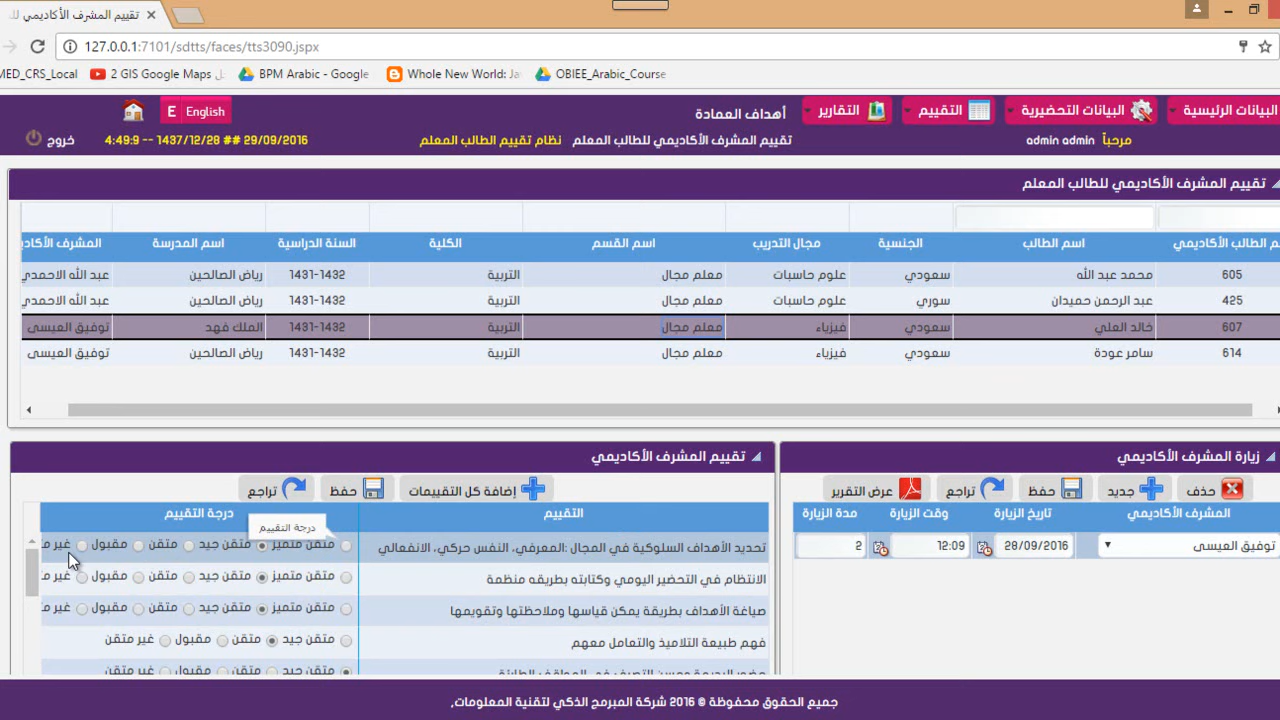 تقييم المشرف الأكاديمي للـ
127.0.0.1:7101/sdtts/faces/tts3090.jspx
MED_CRS_Local
2 GIS Google Maps
BPM Arabic - Google
Whole New World: Ja
OBIEE_Arabic_Course
البيانات الرئيسية
البيانات التحضيرية
التقييم
التقارير
أهداف العمادة
E English
مرحباً admin admin
تقييم المشرف الأكاديمي للطالب المعلم
نظام تقييم الطالب المعلم
4:49:9 -- 1437/12/28 ## 29/09/2016
خروج
تقييم المشرف الأكاديمي للطالب المعلم
م الطالب الأكاديمي اسم الطالب الجنسية مجال التدريب اسم القسم الكلية السنة الدراسية اسم المدرسة المشرف الأكادي
605 محمد عبد الله سعودي علوم حاسبات معلم مجال التربية 1431-1432 رياض الصالحين عبد الله الاحمدي
425 عبد الرحمن حميدان سوري علوم حاسبات معلم مجال التربية 1431-1432 رياض الصالحين عبد الله الاحمدي
607 خالد العلي سعودي فيزياء معلم مجال التربية 1431-1432 الملك فهد توفيق العيسى
614 سامر عودة سعودي فيزياء معلم مجال التربية 1431-1432 رياض الصالحين توفيق العيسى
زيارة المشرف الأكاديمي
حذف جديد حفظ تراجع عرض التقرير
المشرف الأكاديمي تاريخ الزيارة وقت الزيارة مدة الزيارة
توفيق العيسى 28/09/2016 12:09 2
تقييم المشرف الأكاديمي
إضافة كل التقييمات حفظ تراجع
التقييم درجة التقييم
درجة التقييم
تحديد الأهداف السلوكية في المجال :المعرفي، النفس حركي، الانفعالي متقن متميز متقن جيد متقن مقبول غير م
الانتظام في التحضير اليومي وكتابته بطريقه منظمة متقن متميز متقن جيد متقن مقبول غير م
صياغة الأهداف بطريقة يمكن قياسها وملاحظتها وتقويمها متقن متميز متقن جيد متقن مقبول غير م
فهم طبيعة التلاميذ والتعامل معهم متقن جيد متقن مقبول غير متقن
متقن جيد متقن مقبول غير متقن
جميع الحقوق محفوظة © 2016 شركة المبرمج الذكي لتقنية المعلومات,